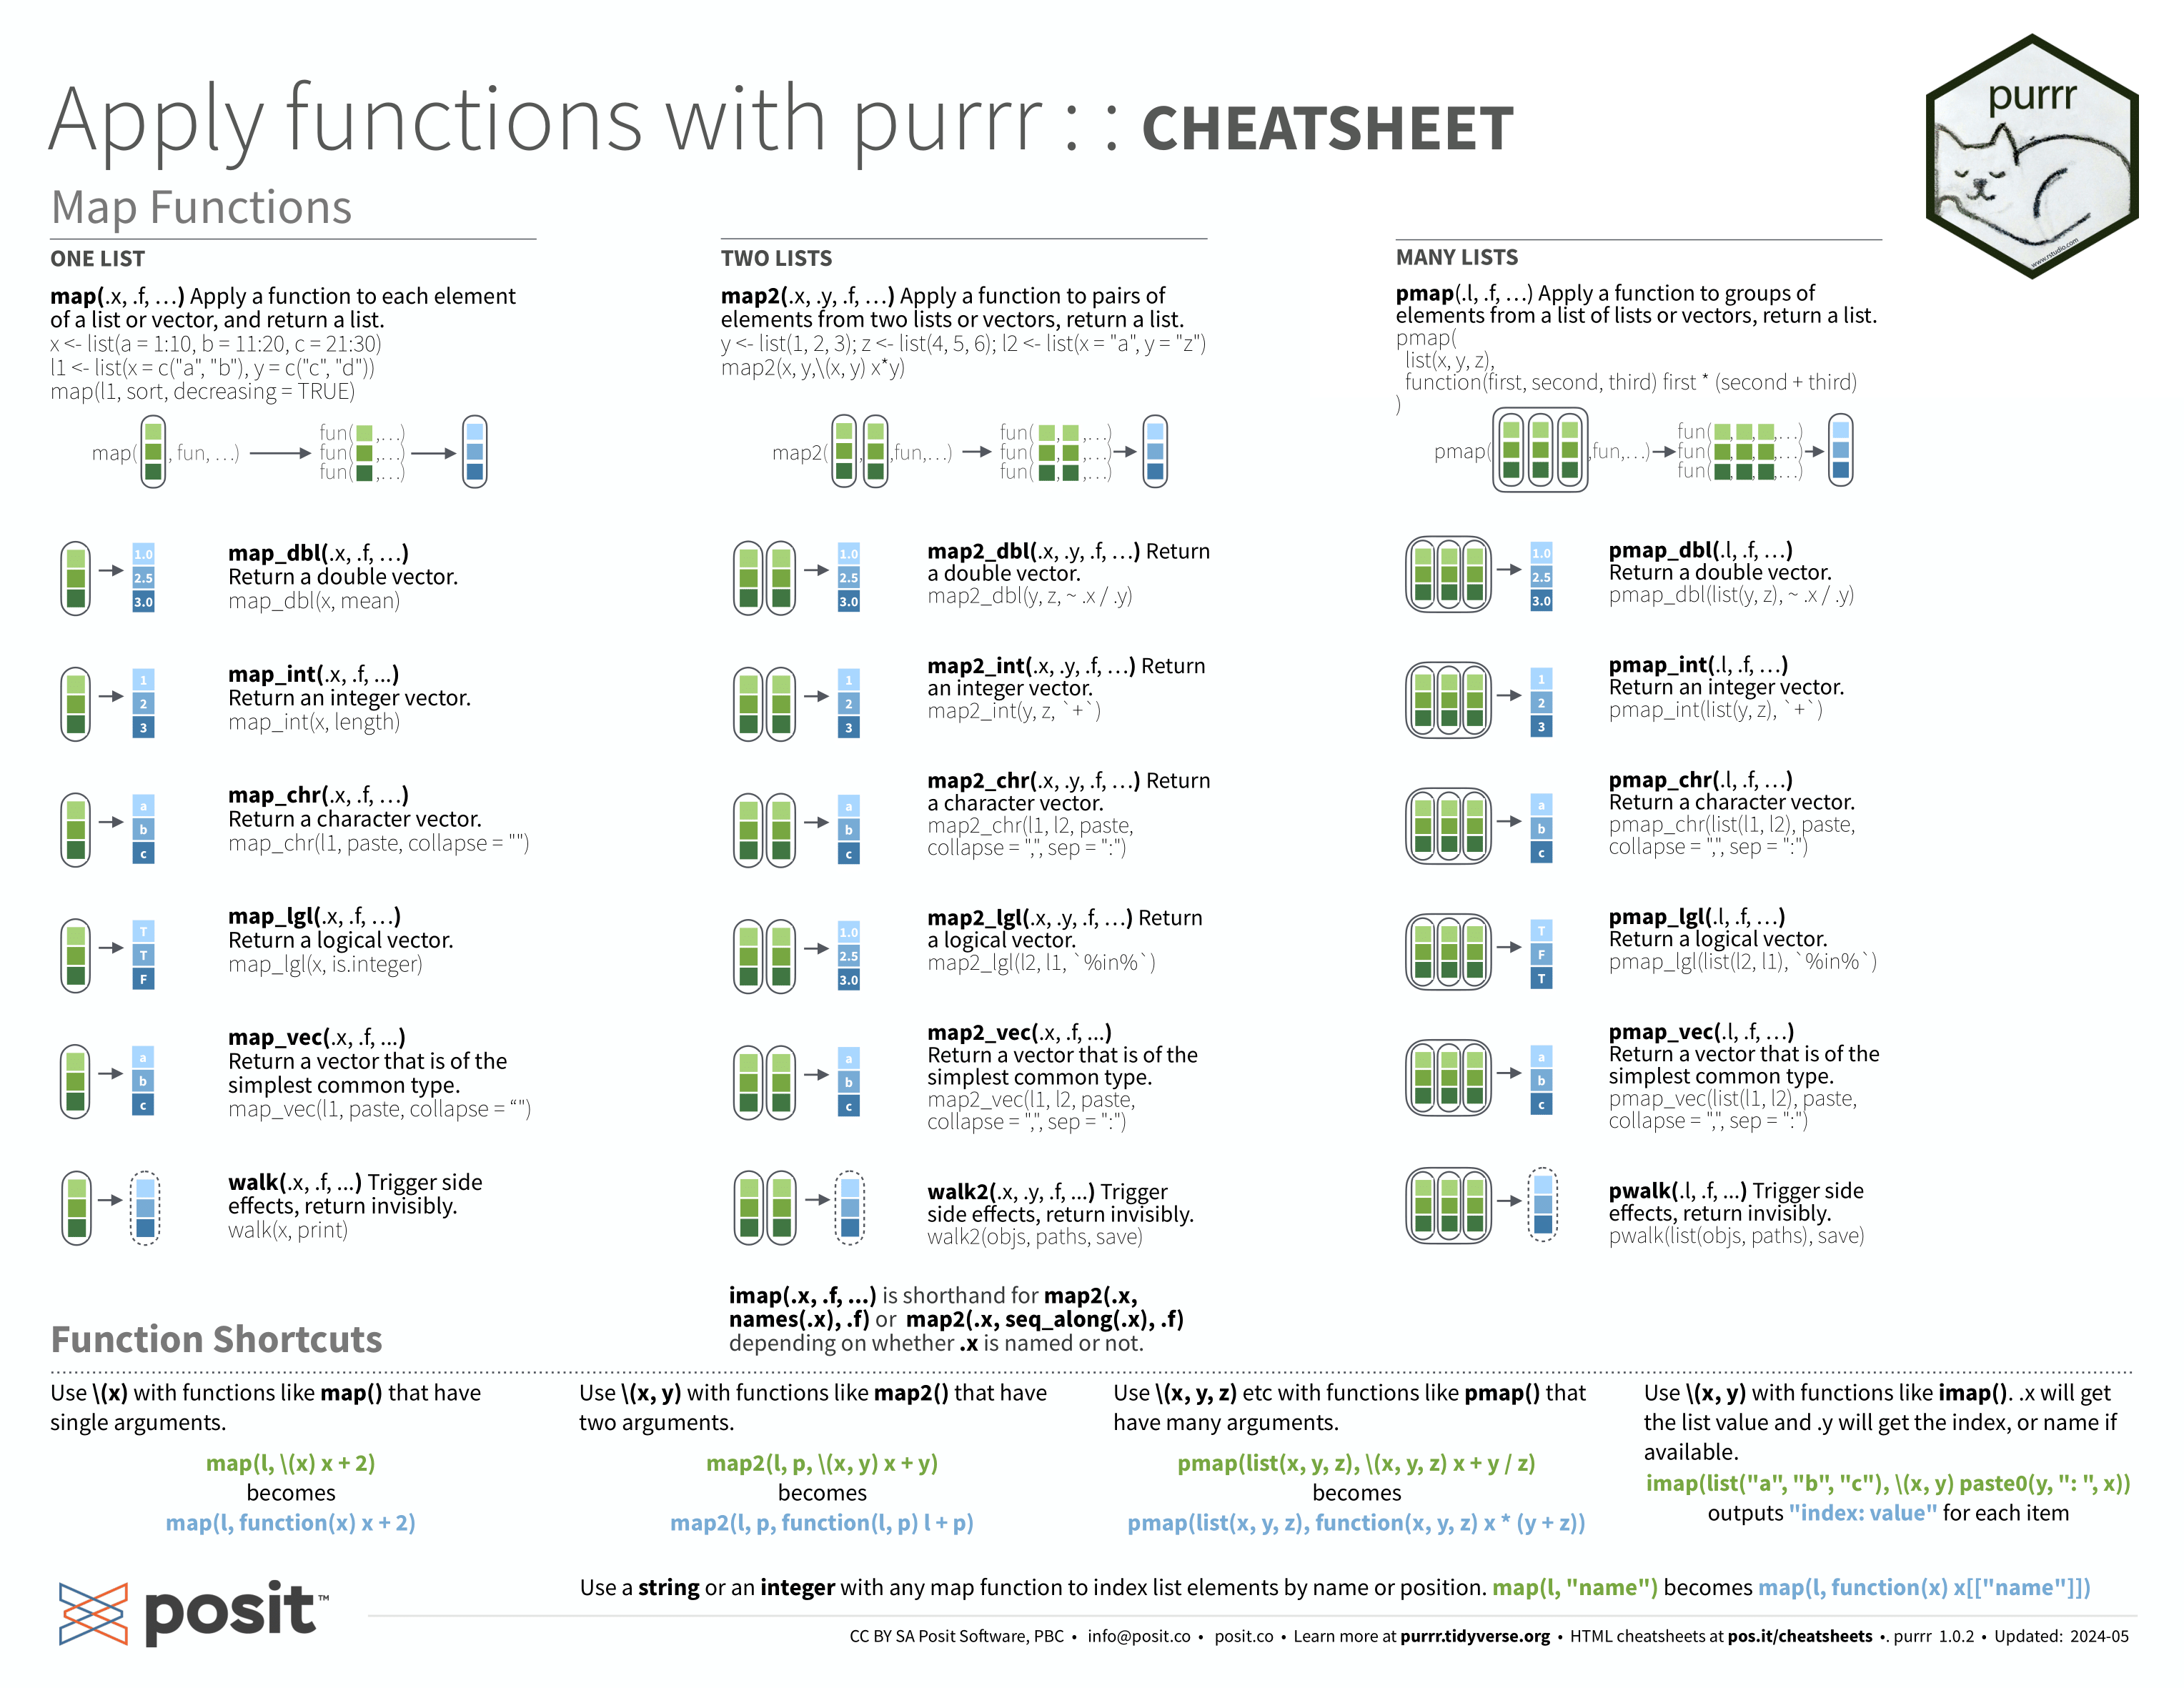 Apply functions with purrr : : CHEATSHEET
purrr
www.rstudio.com
Map Functions
ONE LIST
map(.x, .f, …) Apply a function to each element
of a list or vector, and return a list.
x <- list(a = 1:10, b = 11:20, c = 21:30)
l1 <- list(x = c("a", "b"), y = c("c", "d"))
map(l1, sort, decreasing = TRUE)
map( , fun, …)
fun( ,…)
fun( ,…)
fun( ,…)
1.0
2.5
3.0
map_dbl(.x, .f, …)
Return a double vector.
map_dbl(x, mean)
1
2
3
map_int(.x, .f, ...)
Return an integer vector.
map_int(x, length)
a
b
c
map_chr(.x, .f, …)
Return a character vector.
map_chr(l1, paste, collapse = "")
T
T
F
map_lgl(.x, .f, …)
Return a logical vector.
map_lgl(x, is.integer)
a
b
c
map_vec(.x, .f, ...)
Return a vector that is of the
simplest common type.
map_vec(l1, paste, collapse = “")
walk(.x, .f, ...) Trigger side
effects, return invisibly.
walk(x, print)
TWO LISTS
map2(.x, .y, .f, …) Apply a function to pairs of
elements from two lists or vectors, return a list.
y <- list(1, 2, 3); z <- list(4, 5, 6); l2 <- list(x = "a", y = "z")
map2(x, y,\(x, y) x*y)
map2( , ,fun,…)
fun( , ,…)
fun( , ,…)
fun( , ,…)
1.0
2.5
3.0
map2_dbl(.x, .y, .f, …) Return
a double vector.
map2_dbl(y, z, ~ .x / .y)
1
2
3
map2_int(.x, .y, .f, …) Return
an integer vector.
map2_int(y, z, `+`)
a
b
c
map2_chr(.x, .y, .f, …) Return
a character vector.
map2_chr(l1, l2, paste,
collapse = ",", sep = ":")
1.0
2.5
3.0
map2_lgl(.x, .y, .f, …) Return
a logical vector.
map2_lgl(l2, l1, `%in%`)
a
b
c
map2_vec(.x, .f, ...)
Return a vector that is of the
simplest common type.
map2_vec(l1, l2, paste,
collapse = ",", sep = ":")
walk2(.x, .y, .f, ...) Trigger
side effects, return invisibly.
walk2(objs, paths, save)
imap(.x, .f, ...) is shorthand for map2(.x,
names(.x), .f) or map2(.x, seq_along(.x), .f)
depending on whether .x is named or not.
MANY LISTS
pmap(.l, .f, …) Apply a function to groups of
elements from a list of lists or vectors, return a list.
pmap(
list(x, y, z),
function(first, second, third) first * (second + third)
)
pmap( ,fun,…)
fun( , , ,…)
fun( , , ,…)
fun( , , ,…)
1.0
2.5
3.0
pmap_dbl(.l, .f, …)
Return a double vector.
pmap_dbl(list(y, z), ~ .x / .y)
1
2
3
pmap_int(.l, .f, …)
Return an integer vector.
pmap_int(list(y, z), `+`)
a
b
c
pmap_chr(.l, .f, …)
Return a character vector.
pmap_chr(list(l1, l2), paste,
collapse = ",", sep = ":")
T
F
T
pmap_lgl(.l, .f, …)
Return a logical vector.
pmap_lgl(list(l2, l1), `%in%`)
a
b
c
pmap_vec(.l, .f, …)
Return a vector that is of the
simplest common type.
pmap_vec(list(l1, l2), paste,
collapse = ",", sep = ":")
pwalk(.l, .f, ...) Trigger side
effects, return invisibly.
pwalk(list(objs, paths), save)
Function Shortcuts
Use \(x) with functions like map() that have
single arguments.
map(l, \(x) x + 2)
becomes
map(l, function(x) x + 2)
Use \(x, y) with functions like map2() that have
two arguments.
map2(l, p, \(x, y) x + y)
becomes
map2(l, p, function(l, p) l + p)
Use \(x, y, z) etc with functions like pmap() that
have many arguments.
pmap(list(x, y, z), \(x, y, z) x + y / z)
becomes
pmap(list(x, y, z), function(x, y, z) x * (y + z))
Use \(x, y) with functions like imap(). .x will get
the list value and .y will get the index, or name if
available.
imap(list("a", "b", "c"), \(x, y) paste0(y, ": ", x))
outputs "index: value" for each item
Use a string or an integer with any map function to index list elements by name or position. map(l, "name") becomes map(l, function(x) x[["name"]])
posit™
CC BY SA Posit Software, PBC • info@posit.co • posit.co • Learn more at purrr.tidyverse.org • HTML cheatsheets at pos.it/cheatsheets •. purrr 1.0.2 • Updated: 2024-05